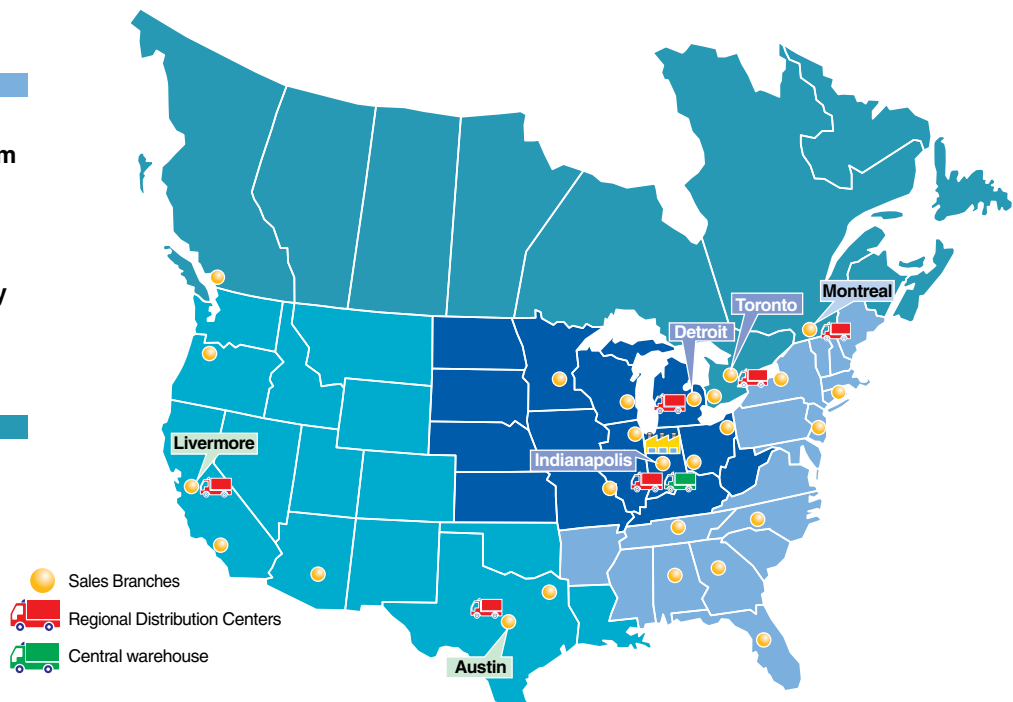 m
y
Montreal
Toronto
Detroit
Livermore
Indianapolis
Sales Branches
Regional Distribution Centers
Central warehouse
Austin